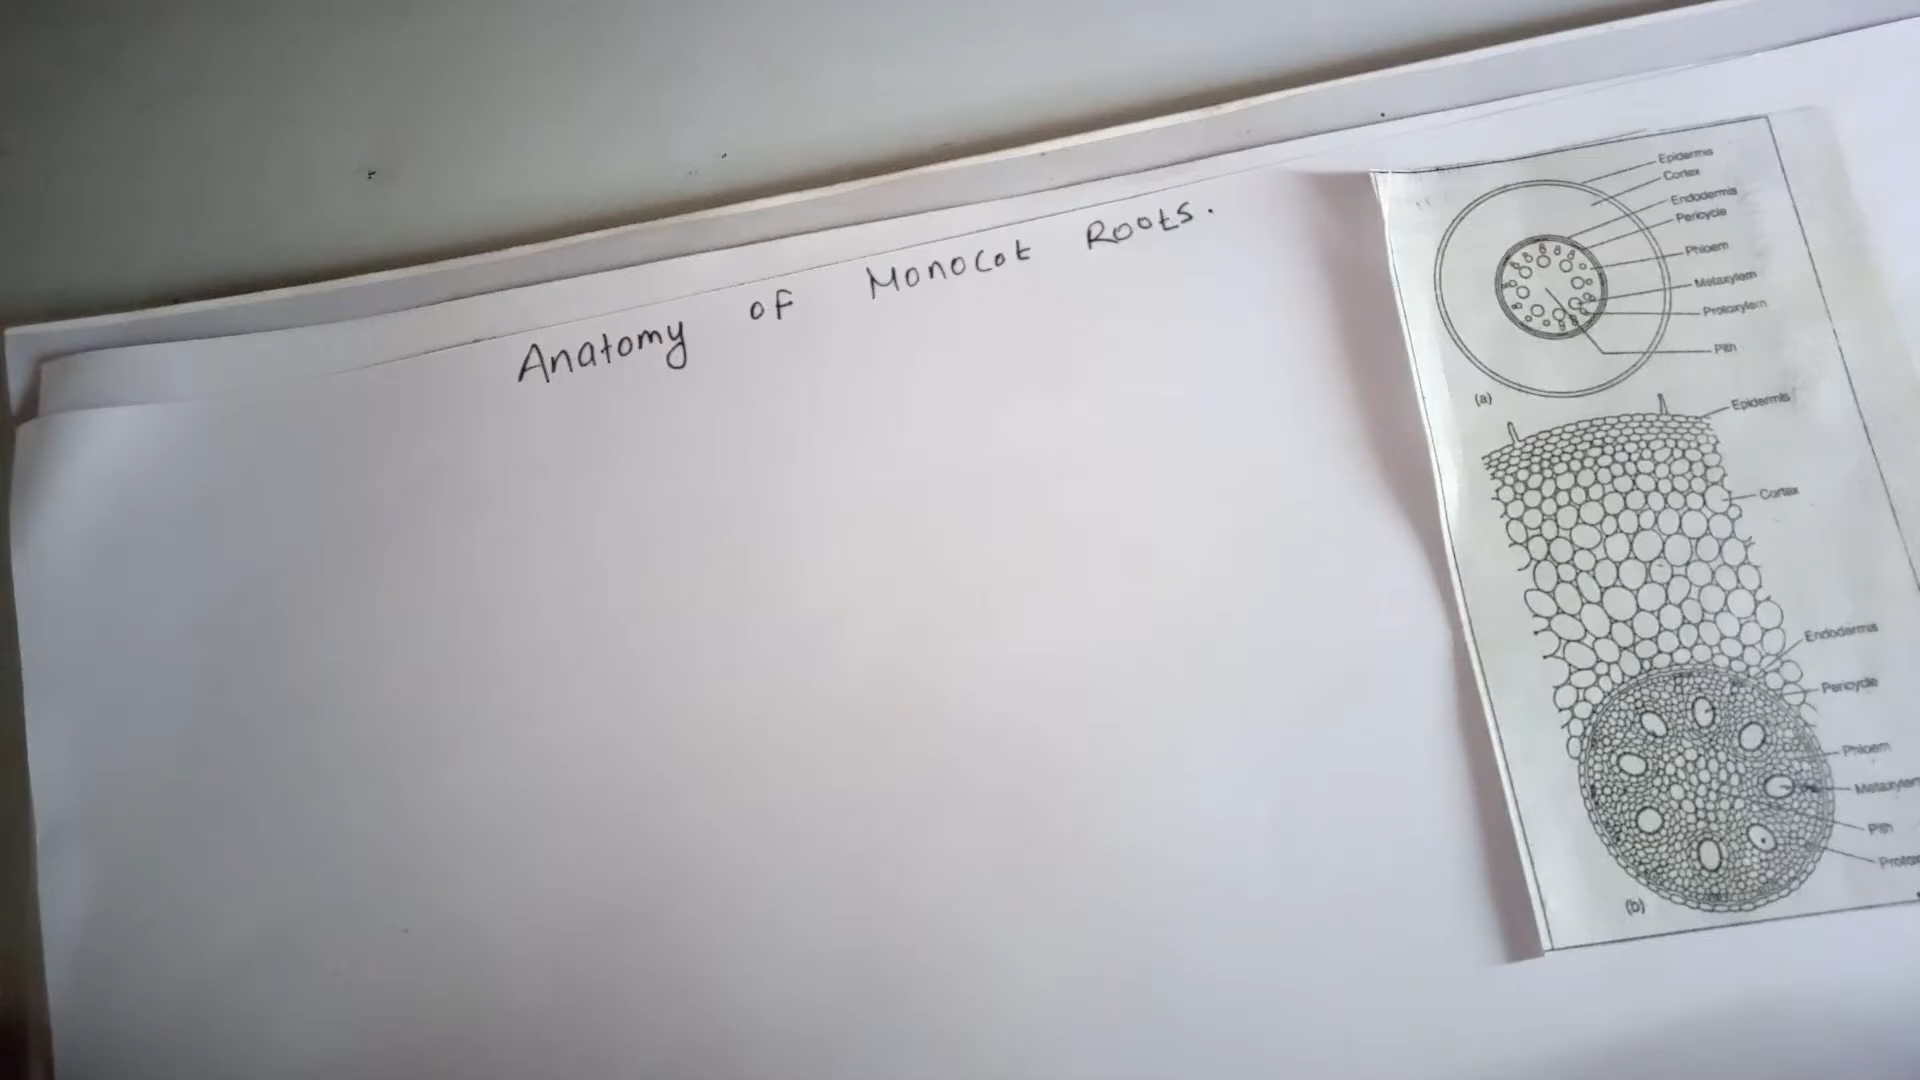 Anatomy of Monocot Roots.
Epidermis
Cortex
Endodermis
Pericycle
Phloem
Metaxylem
Protoxylem
Pith
(a)
Epidermis
Cortex
Endodermis
Pericycle
Phloem
Metaxylem
Pith
Protox
(b)